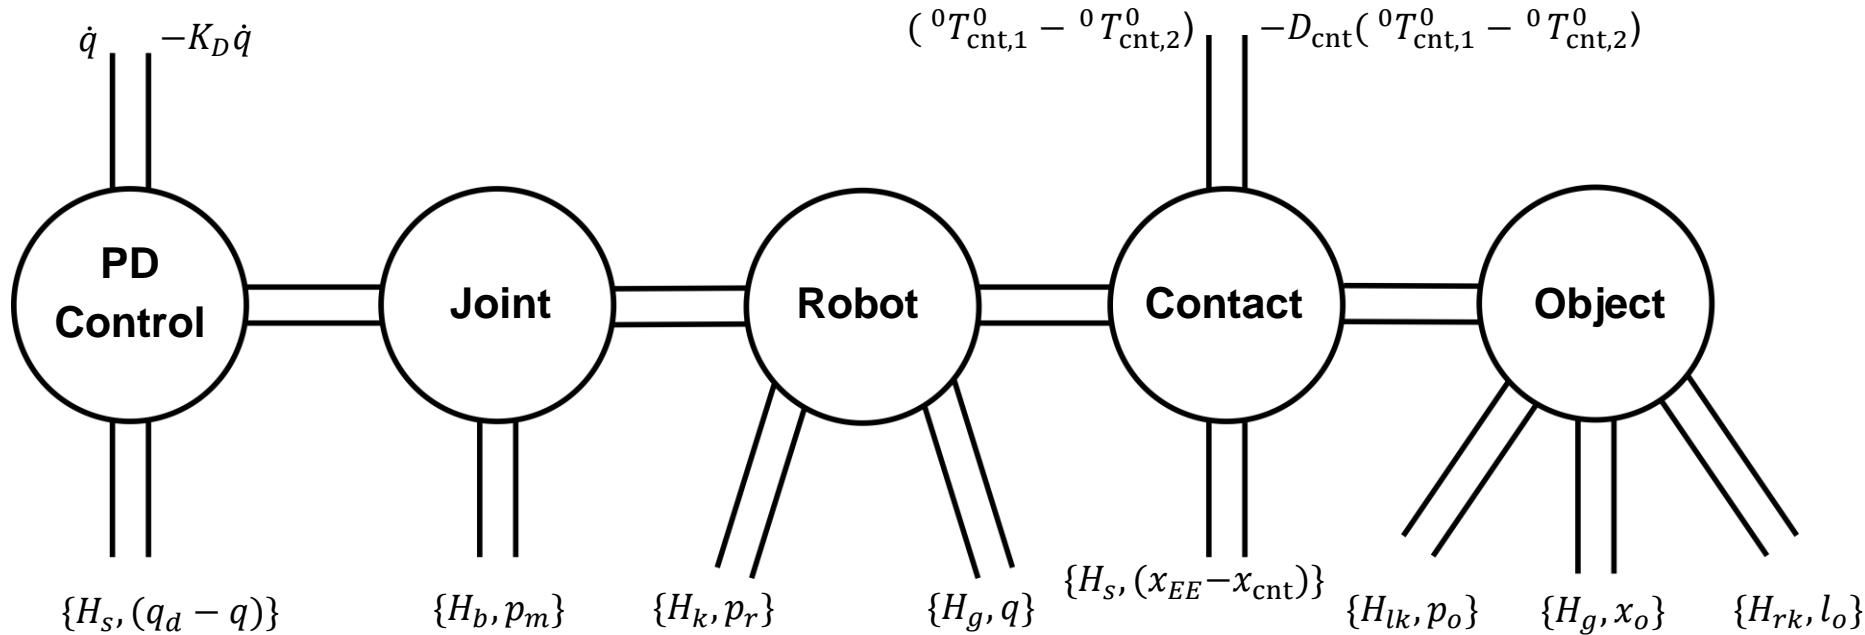 q̇ −K_D q̇
( ⁰T⁰_cnt,1 − ⁰T⁰_cnt,2) −D_cnt( ⁰T⁰_cnt,1 − ⁰T⁰_cnt,2)
PD
Control
Joint
Robot
Contact
Object
{H_s, (q_d − q)}
{H_b, p_m}
{H_k, p_r}
{H_g, q}
{H_s, (x_EE−x_cnt)}
{H_lk, p_o}
{H_g, x_o}
{H_rk, l_o}